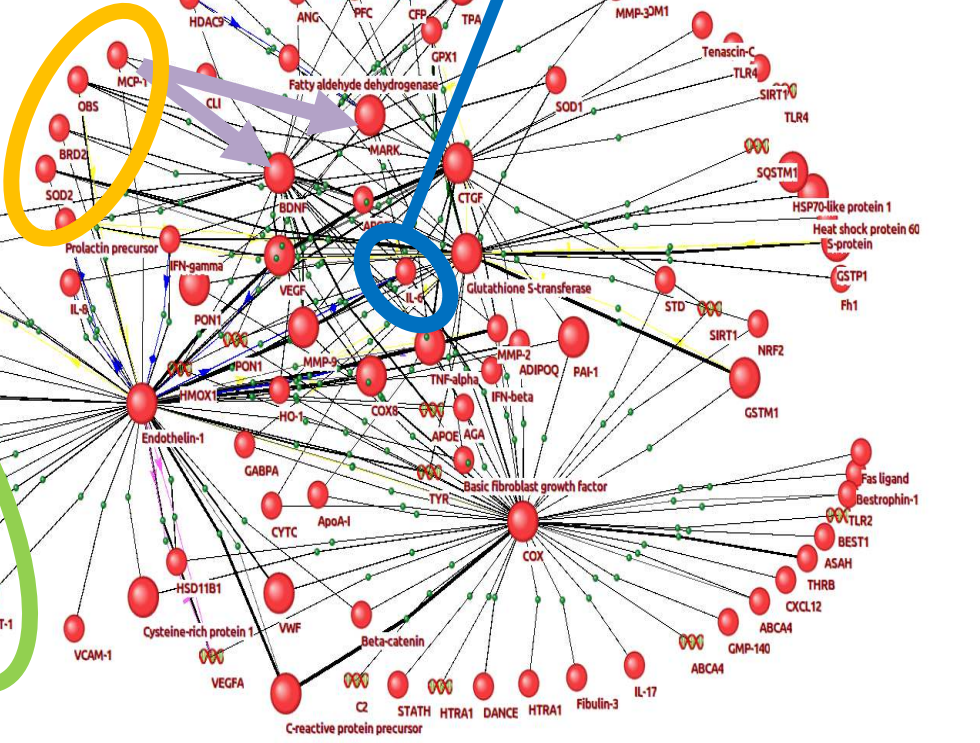 HDAC9
ANG
PFC
CFP
TPA
MMP-3
GPX1
Tenascin-C
TLR4
MCP-1
OBS
CLI
Fatty aldehyde dehydrogenase
SOD1
SIRT1
TLR4
BRD2
MARK
SQSTM1
SOD2
BDNF
CTGF
HSP70-like protein 1
Heat shock protein 60
S-protein
Prolactin precursor
IFN-gamma
VEGF
IL-6
Glutathione S-transferase
GSTP1
Fh1
IL-8
PON1
STD
SIRT1
NRF2
PON1
MMP-9
MMP-2
ADIPOQ
PAI-1
TNF-alpha
IFN-beta
HMOX1
HO-1
COX8
GSTM1
Endothelin-1
APOE
AGA
GABPA
TYR
Basic fibroblast growth factor
Fas ligand
Bestrophin-1
TLR2
CYTC
ApoA-I
COX
BEST1
ASAH
THRB
HSD11B1
CXCL12
Cysteine-rich protein 1
VWF
Beta-catenin
ABCA4
T-1
VCAM-1
GMP-140
ABCA4
VEGFA
C2
STATH
HTRA1
DANCE
HTRA1
Fibulin-3
IL-17
C-reactive protein precursor